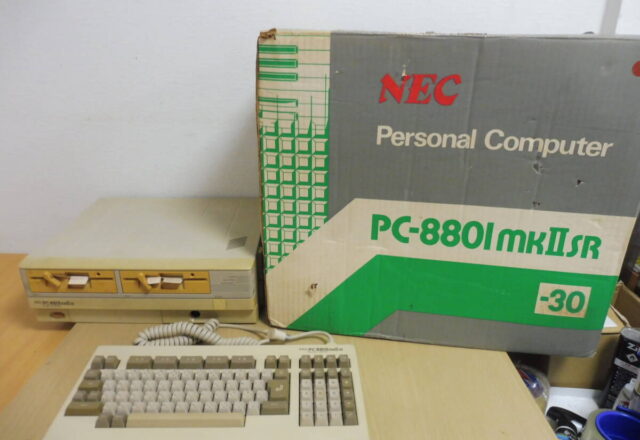 NEC
Personal Computer
PC-8801mkIISR
-30